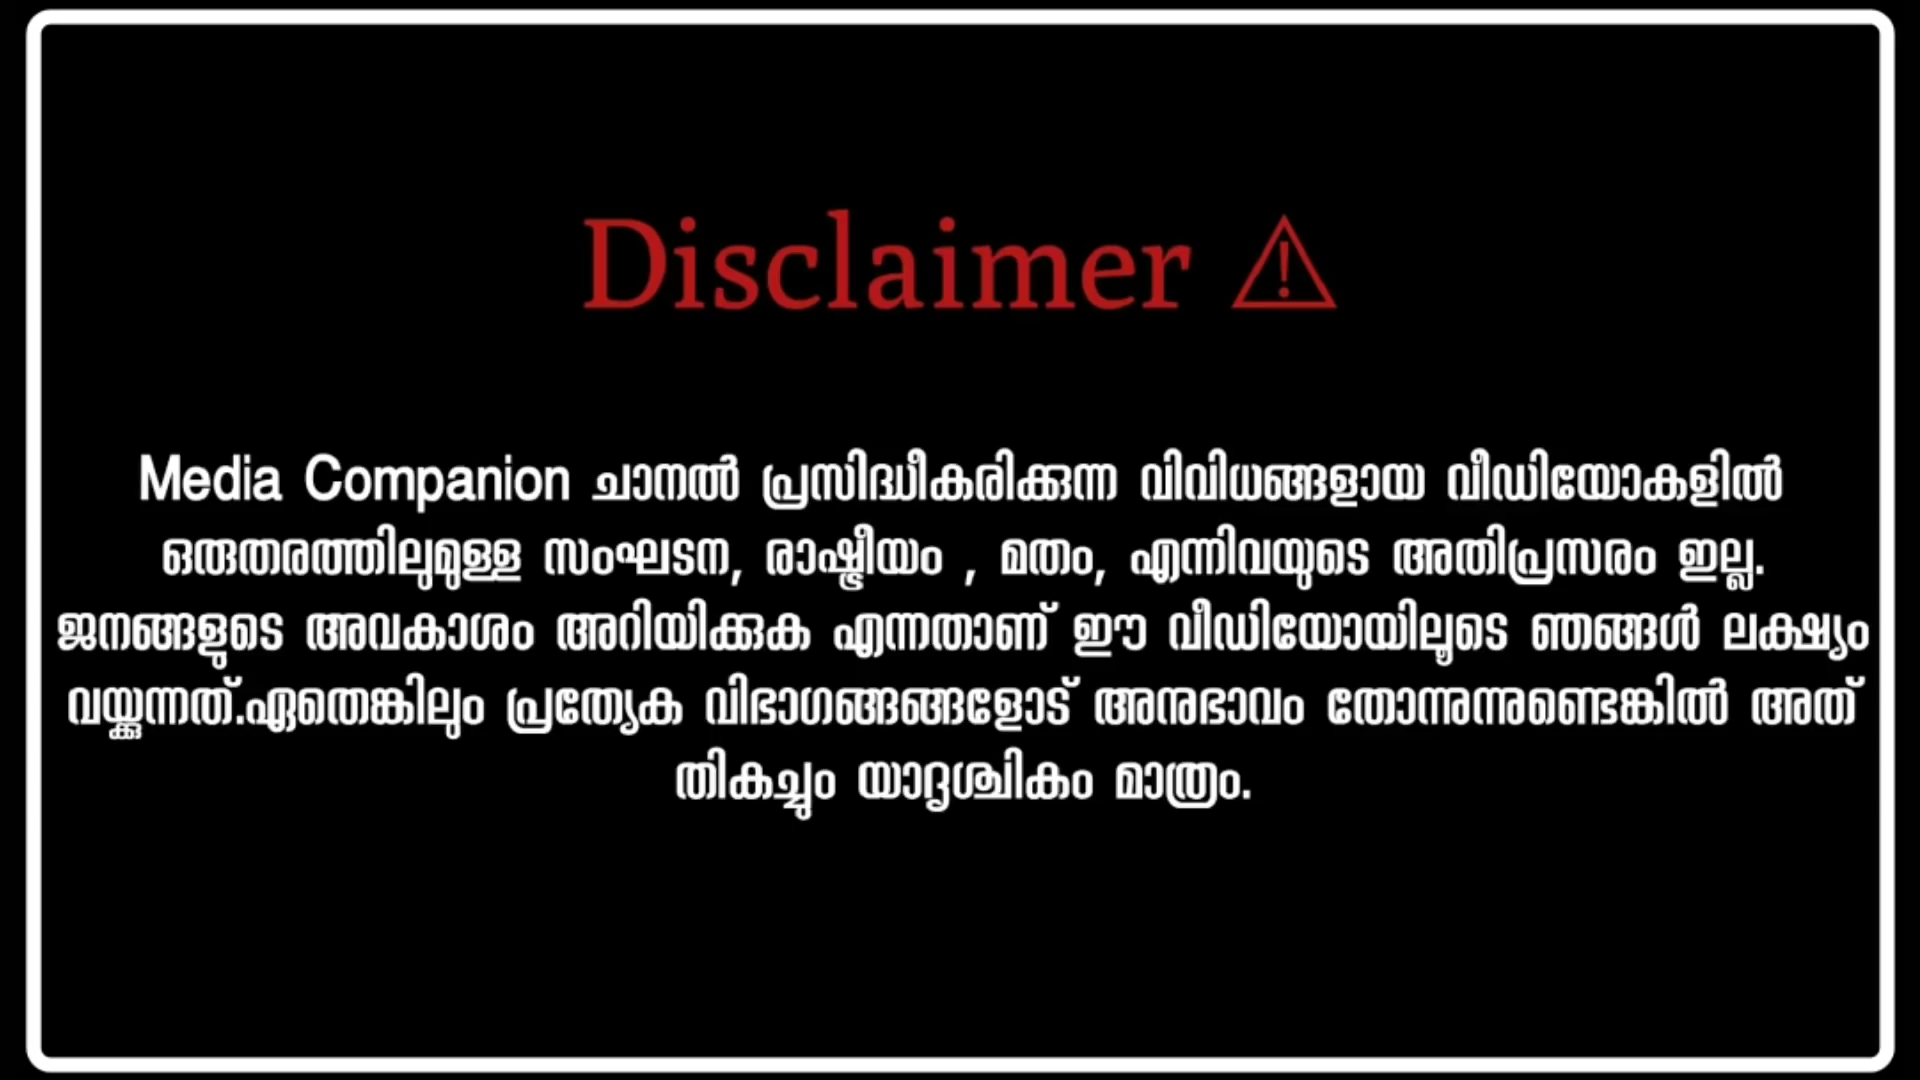 Disclaimer ⚠
Media Companion ചാനൽ പ്രസിദ്ധീകരിക്കുന്ന വിവിധങ്ങളായ വീഡിയോകളിൽ
ഒരുതരത്തിലുമുള്ള സംഘടന, രാഷ്ട്രീയം , മതം, എന്നിവയുടെ അതിപ്രസരം ഇല്ല.
ജനങ്ങളുടെ അവകാശം അറിയിക്കുക എന്നതാണ് ഈ വീഡിയോയിലൂടെ ഞങ്ങൾ ലക്ഷ്യം
വയ്ക്കുന്നത്.ഏതെങ്കിലും പ്രത്യേക വിഭാഗങ്ങങ്ങളോട് അനുഭാവം തോന്നുന്നുണ്ടെങ്കിൽ അത്
തികച്ചും യാദൃശ്ചികം മാത്രം.